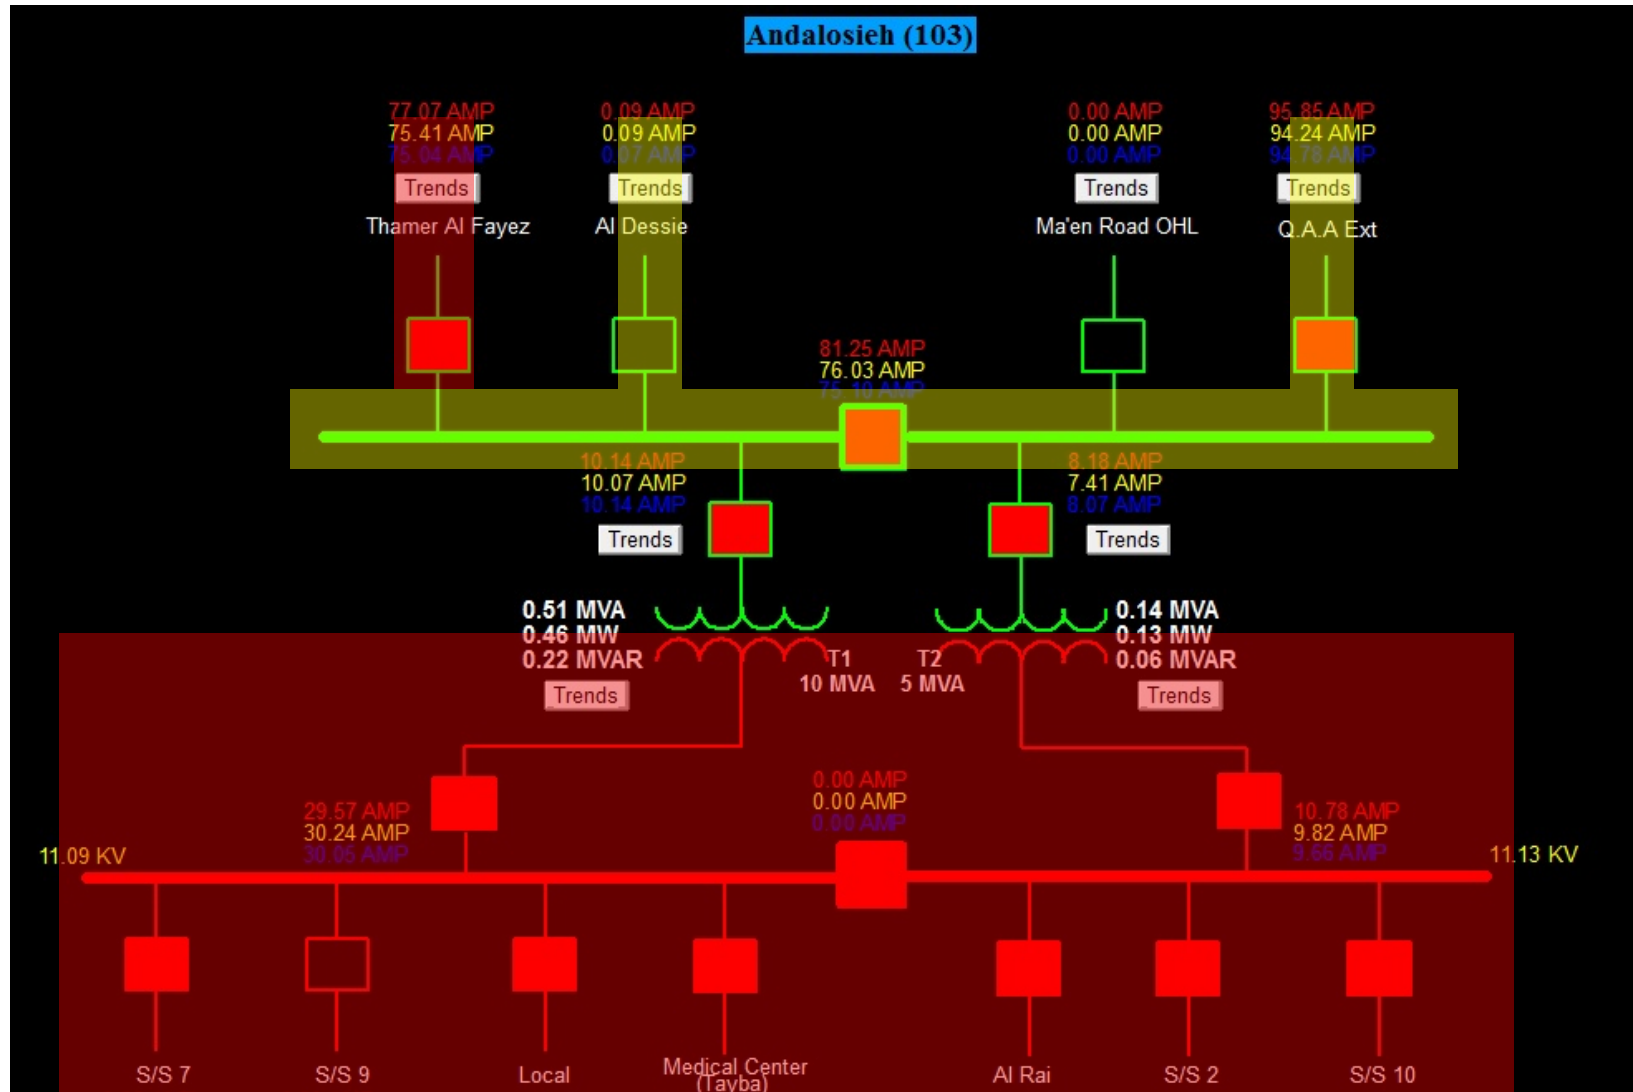 Andalosieh (103)
77.07 AMP
75.41 AMP
75.04 AMP
Trends
Thamer Al Fayez
0.09 AMP
0.09 AMP
0.07 AMP
Trends
Al Dessie
0.00 AMP
0.00 AMP
0.00 AMP
Trends
Ma'en Road OHL
95.85 AMP
94.24 AMP
94.78 AMP
Trends
Q.A.A Ext
81.25 AMP
76.03 AMP
75.10 AMP
10.14 AMP
10.07 AMP
10.14 AMP
Trends
8.18 AMP
7.41 AMP
8.07 AMP
Trends
0.51 MVA
0.46 MW
0.22 MVAR
Trends
T1
10 MVA
T2
5 MVA
0.14 MVA
0.13 MW
0.06 MVAR
Trends
29.57 AMP
30.24 AMP
30.05 AMP
0.00 AMP
0.00 AMP
0.00 AMP
10.78 AMP
9.82 AMP
9.66 AMP
11.09 KV
11.13 KV
S/S 7
S/S 9
Local
Medical Center
(Tayba)
Al Rai
S/S 2
S/S 10